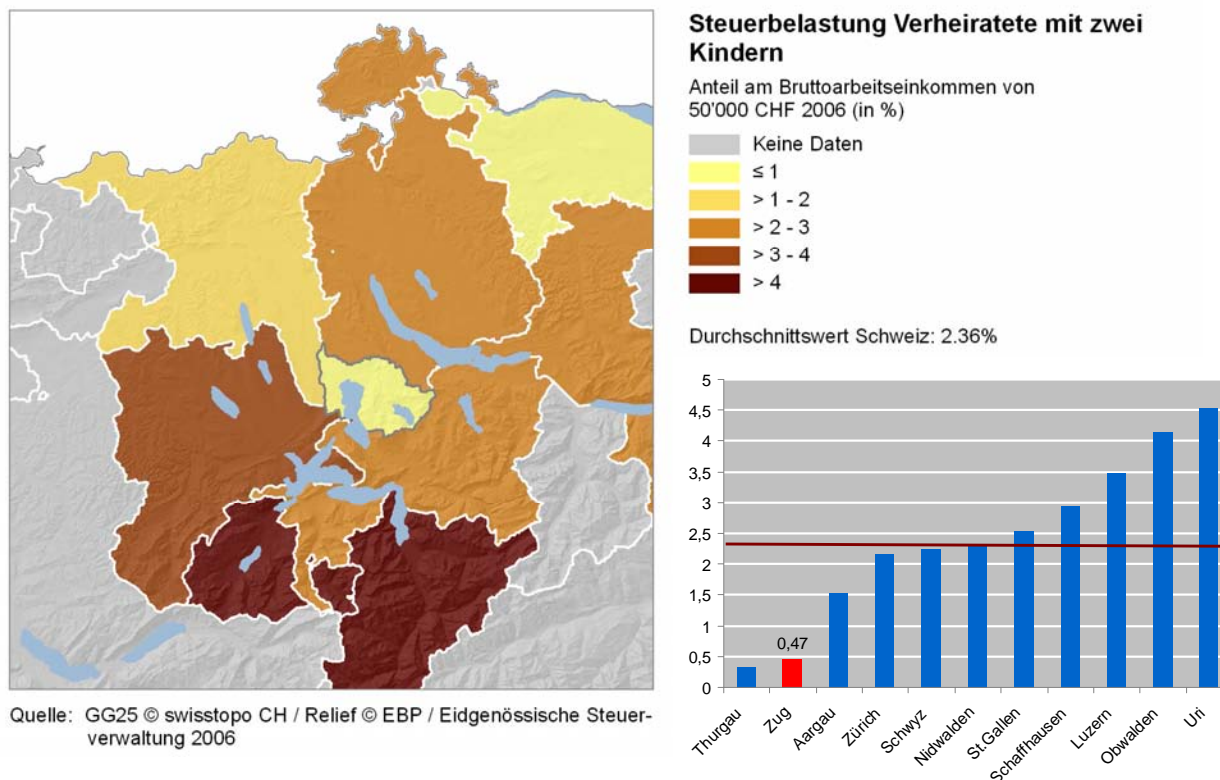 Steuerbelastung Verheiratete mit zwei
Kindern
Anteil am Bruttoarbeitseinkommen von
50'000 CHF 2006 (in %)
Keine Daten
≤ 1
> 1 - 2
> 2 - 3
> 3 - 4
> 4
Durchschnittswert Schweiz: 2.36%
5
4,5
4
3,5
3
2,5
2
1,5
1
0,5
0
0,47
Thurgau
Zug
Aargau
Zürich
Schwyz
Nidwalden
St.Gallen
Schaffhausen
Luzern
Obwalden
Uri
Quelle: GG25 © swisstopo CH / Relief © EBP / Eidgenössische Steuer-
verwaltung 2006